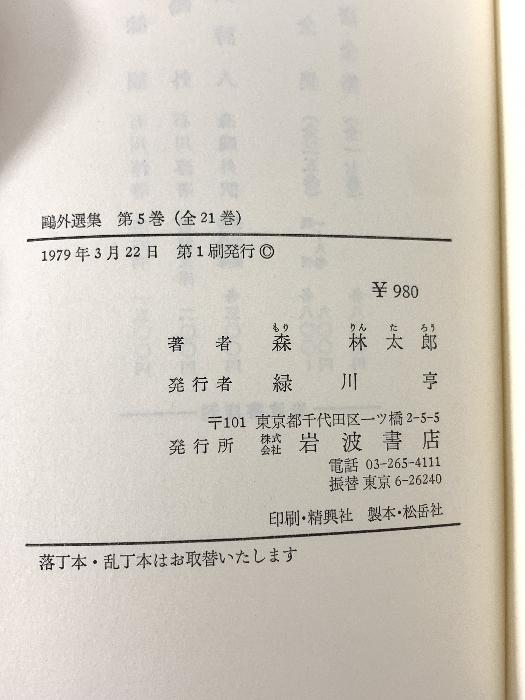 鷗外選集 第5巻(全21巻)
1979年3月22日 第1刷発行©
¥980
著者 森林太郎
もり りん た ろう
発行者 緑川亨
〒101 東京都千代田区一ツ橋2-5-5
発行所 株式会社 岩波書店
電話 03-265-4111
振替 東京 6-26240
印刷・精興社 製本・松岳社
落丁本・乱丁本はお取替いたします